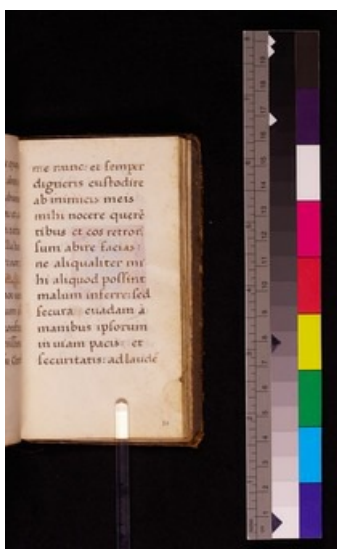 me nunc: et semper
digneris custodire
ab inimicis meis
mihi nocere querē
tibus et eos retror
sum abire facias
ne aliqualiter mi
hi aliquod possint
malum inferre: sed
secura euadam à
manibus ipsorum
in uiam pacis et
securitatis: ad laudē